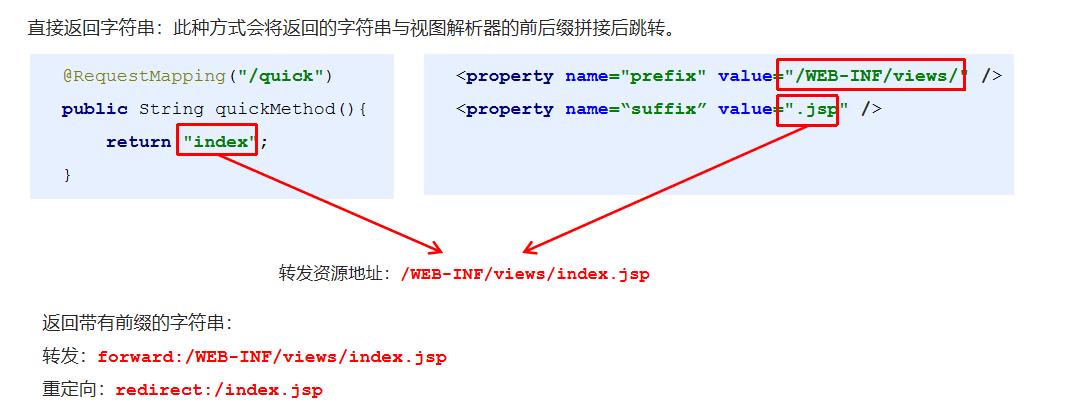 直接返回字符串：此种方式会将返回的字符串与视图解析器的前后缀拼接后跳转。
@RequestMapping("/quick")
public String quickMethod(){
return "index";
}
<property name="prefix" value="/WEB-INF/views/" />
<property name=“suffix” value=".jsp" />
转发资源地址：/WEB-INF/views/index.jsp
返回带有前缀的字符串：
转发：forward:/WEB-INF/views/index.jsp
重定向：redirect:/index.jsp